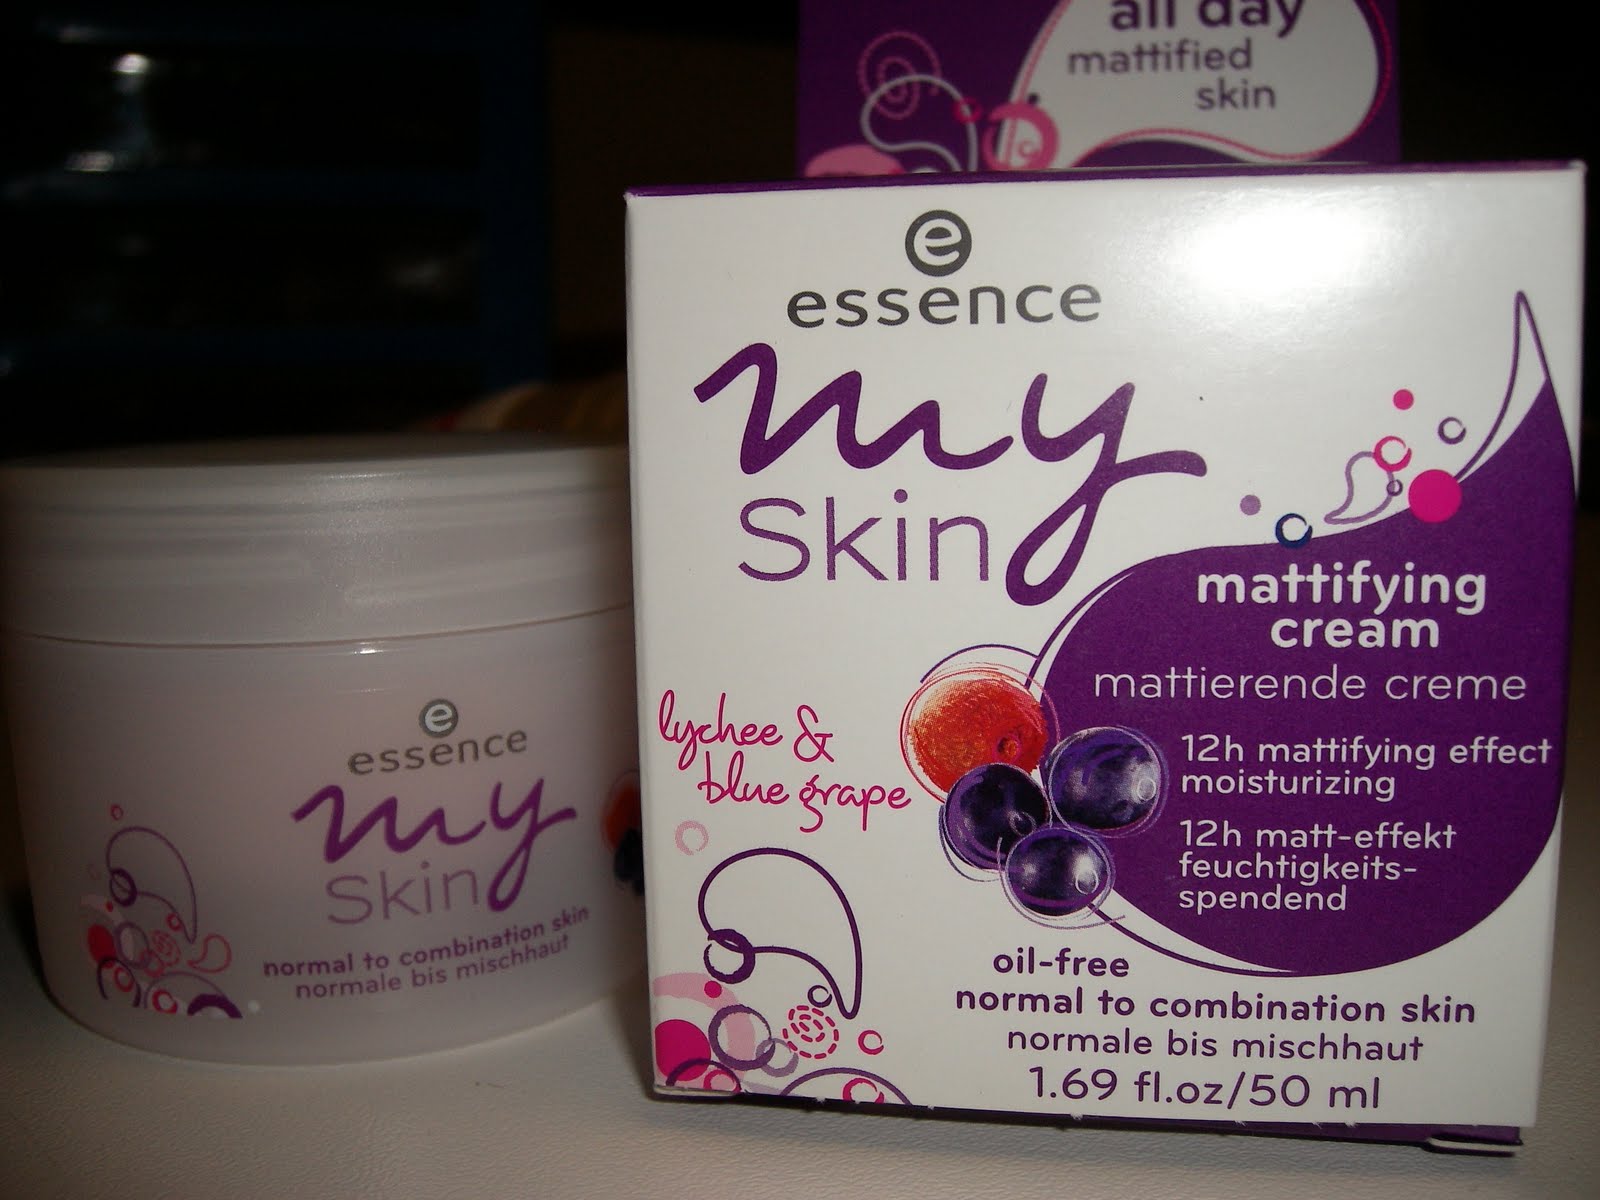 all day
mattified
skin
e
essence
my
Skin
mattifying
cream
mattierende creme
lychee &
blue grape
12h mattifying effect
moisturizing
12h matt-effekt
feuchtigkeits-
spendend
oil-free
normal to combination skin
normale bis mischhaut
1.69 fl.oz/50 ml
e
essence
my
Skin
normal to combination skin
normale bis mischhaut